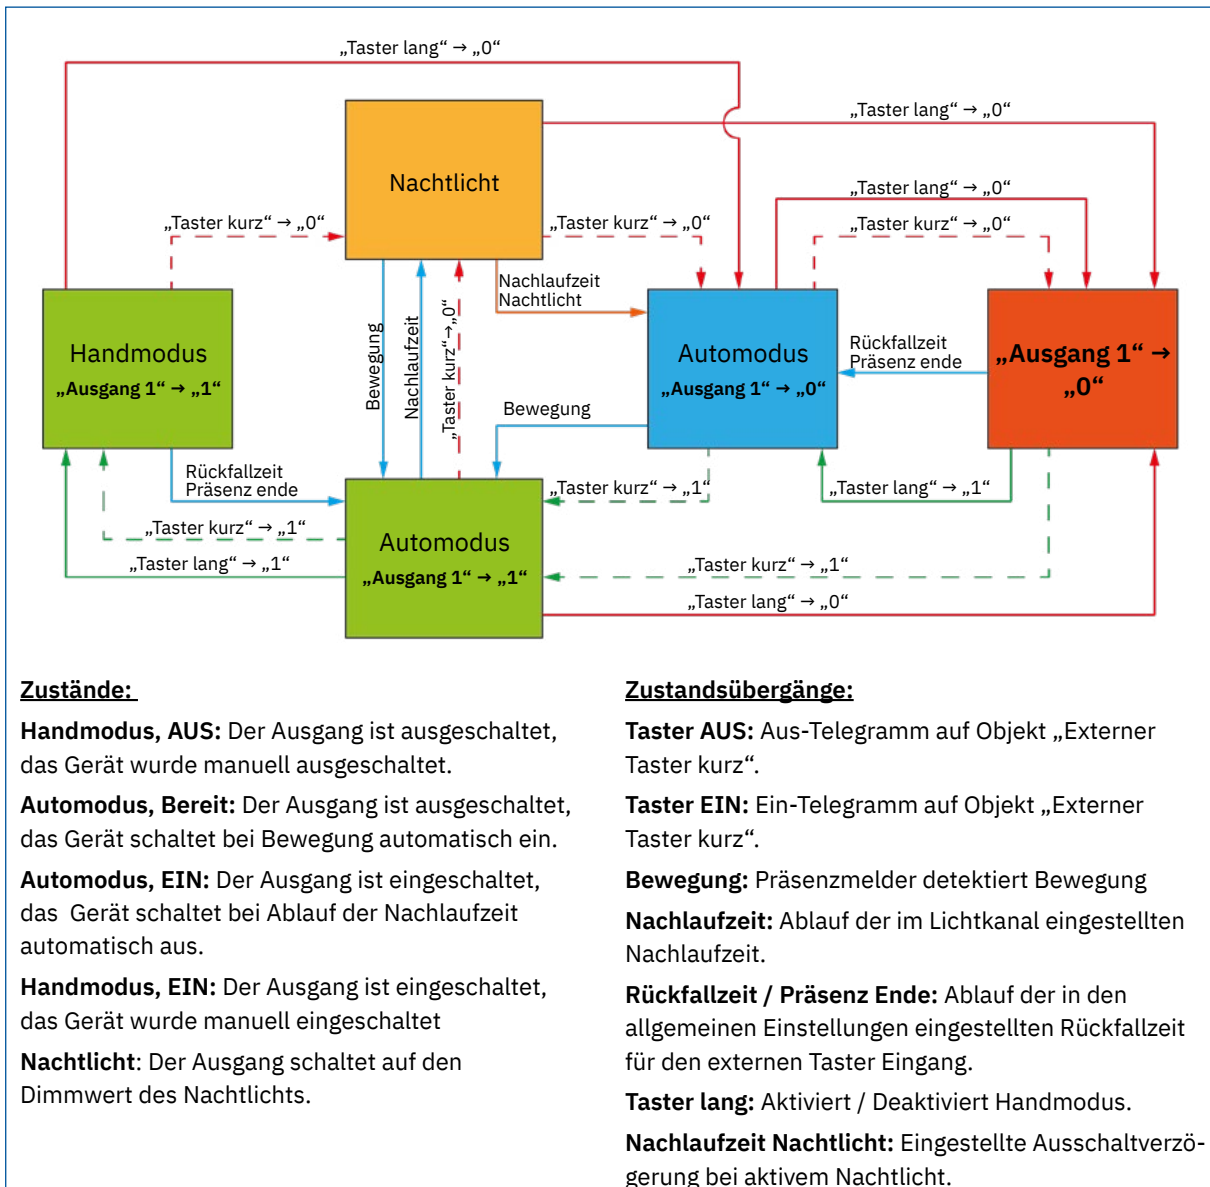 „Taster lang“ → „0“
„Taster lang“ → „0“
Nachtlicht
„Taster lang“ → „0“
„Taster kurz“ → „0“
„Taster kurz“ → „0“
„Taster kurz“ → „0“
Nachlaufzeit
Nachtlicht
Bewegung
Nachlaufzeit
„Taster kurz“→„0“
Handmodus
„Ausgang 1“ → „1“
Automodus
„Ausgang 1“ → „0“
Rückfallzeit
Präsenz ende
„Ausgang 1“ →
„0“
Bewegung
Rückfallzeit
Präsenz ende
„Taster kurz“ → „1“
„Taster lang“ → „1“
„Taster kurz“ → „1“
„Taster lang“ → „1“
Automodus
„Ausgang 1“ → „1“
„Taster kurz“ → „1“
„Taster lang“ → „0“
Zustände:
Handmodus, AUS: Der Ausgang ist ausgeschaltet,
das Gerät wurde manuell ausgeschaltet.
Automodus, Bereit: Der Ausgang ist ausgeschaltet,
das Gerät schaltet bei Bewegung automatisch ein.
Automodus, EIN: Der Ausgang ist eingeschaltet,
das Gerät schaltet bei Ablauf der Nachlaufzeit
automatisch aus.
Handmodus, EIN: Der Ausgang ist eingeschaltet,
das Gerät wurde manuell eingeschaltet
Nachtlicht: Der Ausgang schaltet auf den
Dimmwert des Nachtlichts.
Zustandsübergänge:
Taster AUS: Aus-Telegramm auf Objekt „Externer
Taster kurz“.
Taster EIN: Ein-Telegramm auf Objekt „Externer
Taster kurz“.
Bewegung: Präsenzmelder detektiert Bewegung
Nachlaufzeit: Ablauf der im Lichtkanal eingestellten
Nachlaufzeit.
Rückfallzeit / Präsenz Ende: Ablauf der in den
allgemeinen Einstellungen eingestellten Rückfallzeit
für den externen Taster Eingang.
Taster lang: Aktiviert / Deaktiviert Handmodus.
Nachlaufzeit Nachtlicht: Eingestellte Ausschaltverzö-
gerung bei aktivem Nachtlicht.